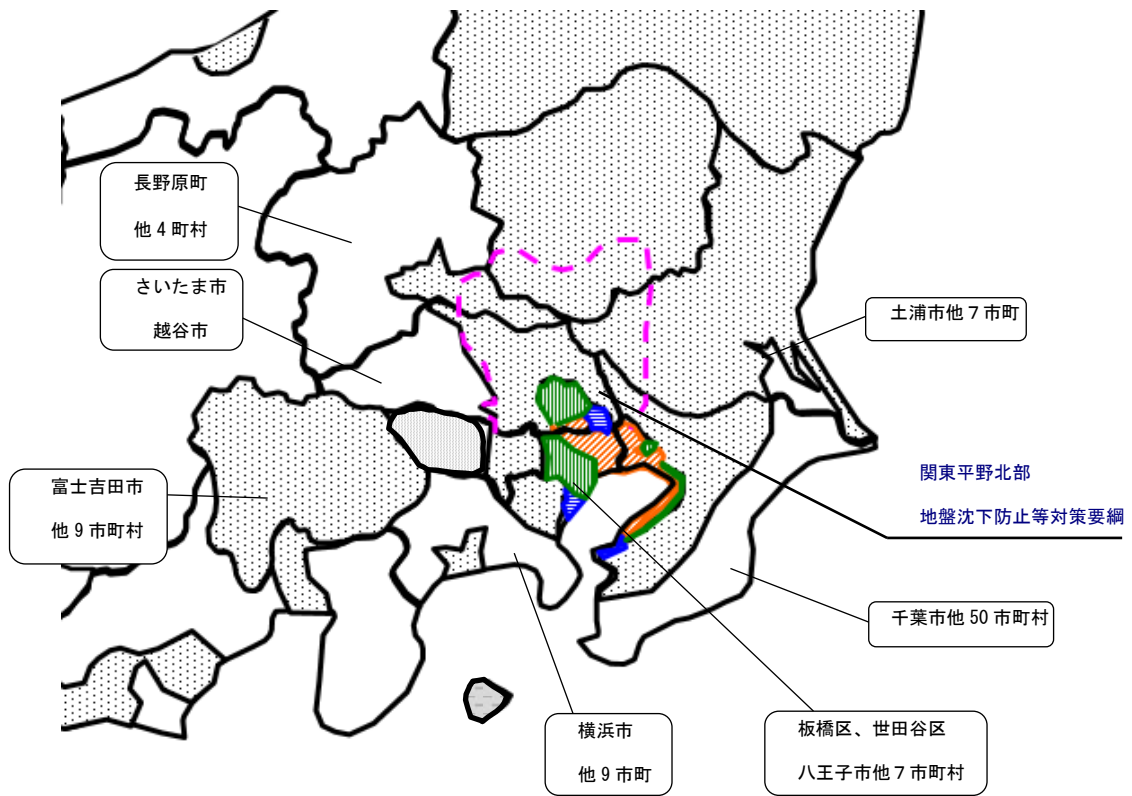 長野原町
他4町村
さいたま市
越谷市
土浦市他7市町
富士吉田市
他9市町村
関東平野北部
地盤沈下防止等対策要綱
千葉市他50市町村
横浜市
他9市町
板橋区、世田谷区
八王子市他7市町村